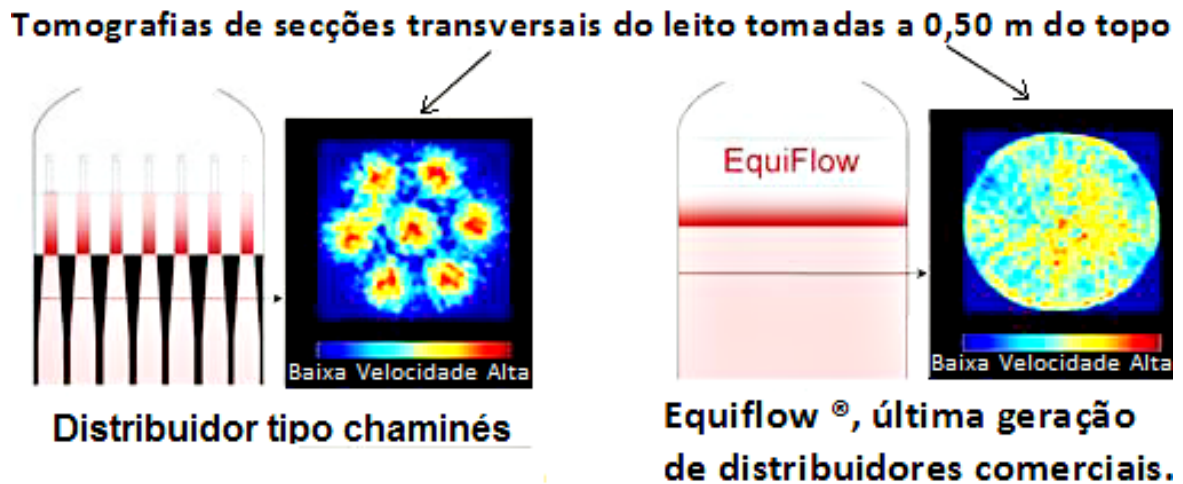 Tomografias de secções transversais do leito tomadas a 0,50 m do topo
EquiFlow
Baixa Velocidade Alta
Baixa Velocidade Alta
Distribuidor tipo chaminés
Equiflow ®, última geração
de distribuidores comerciais.